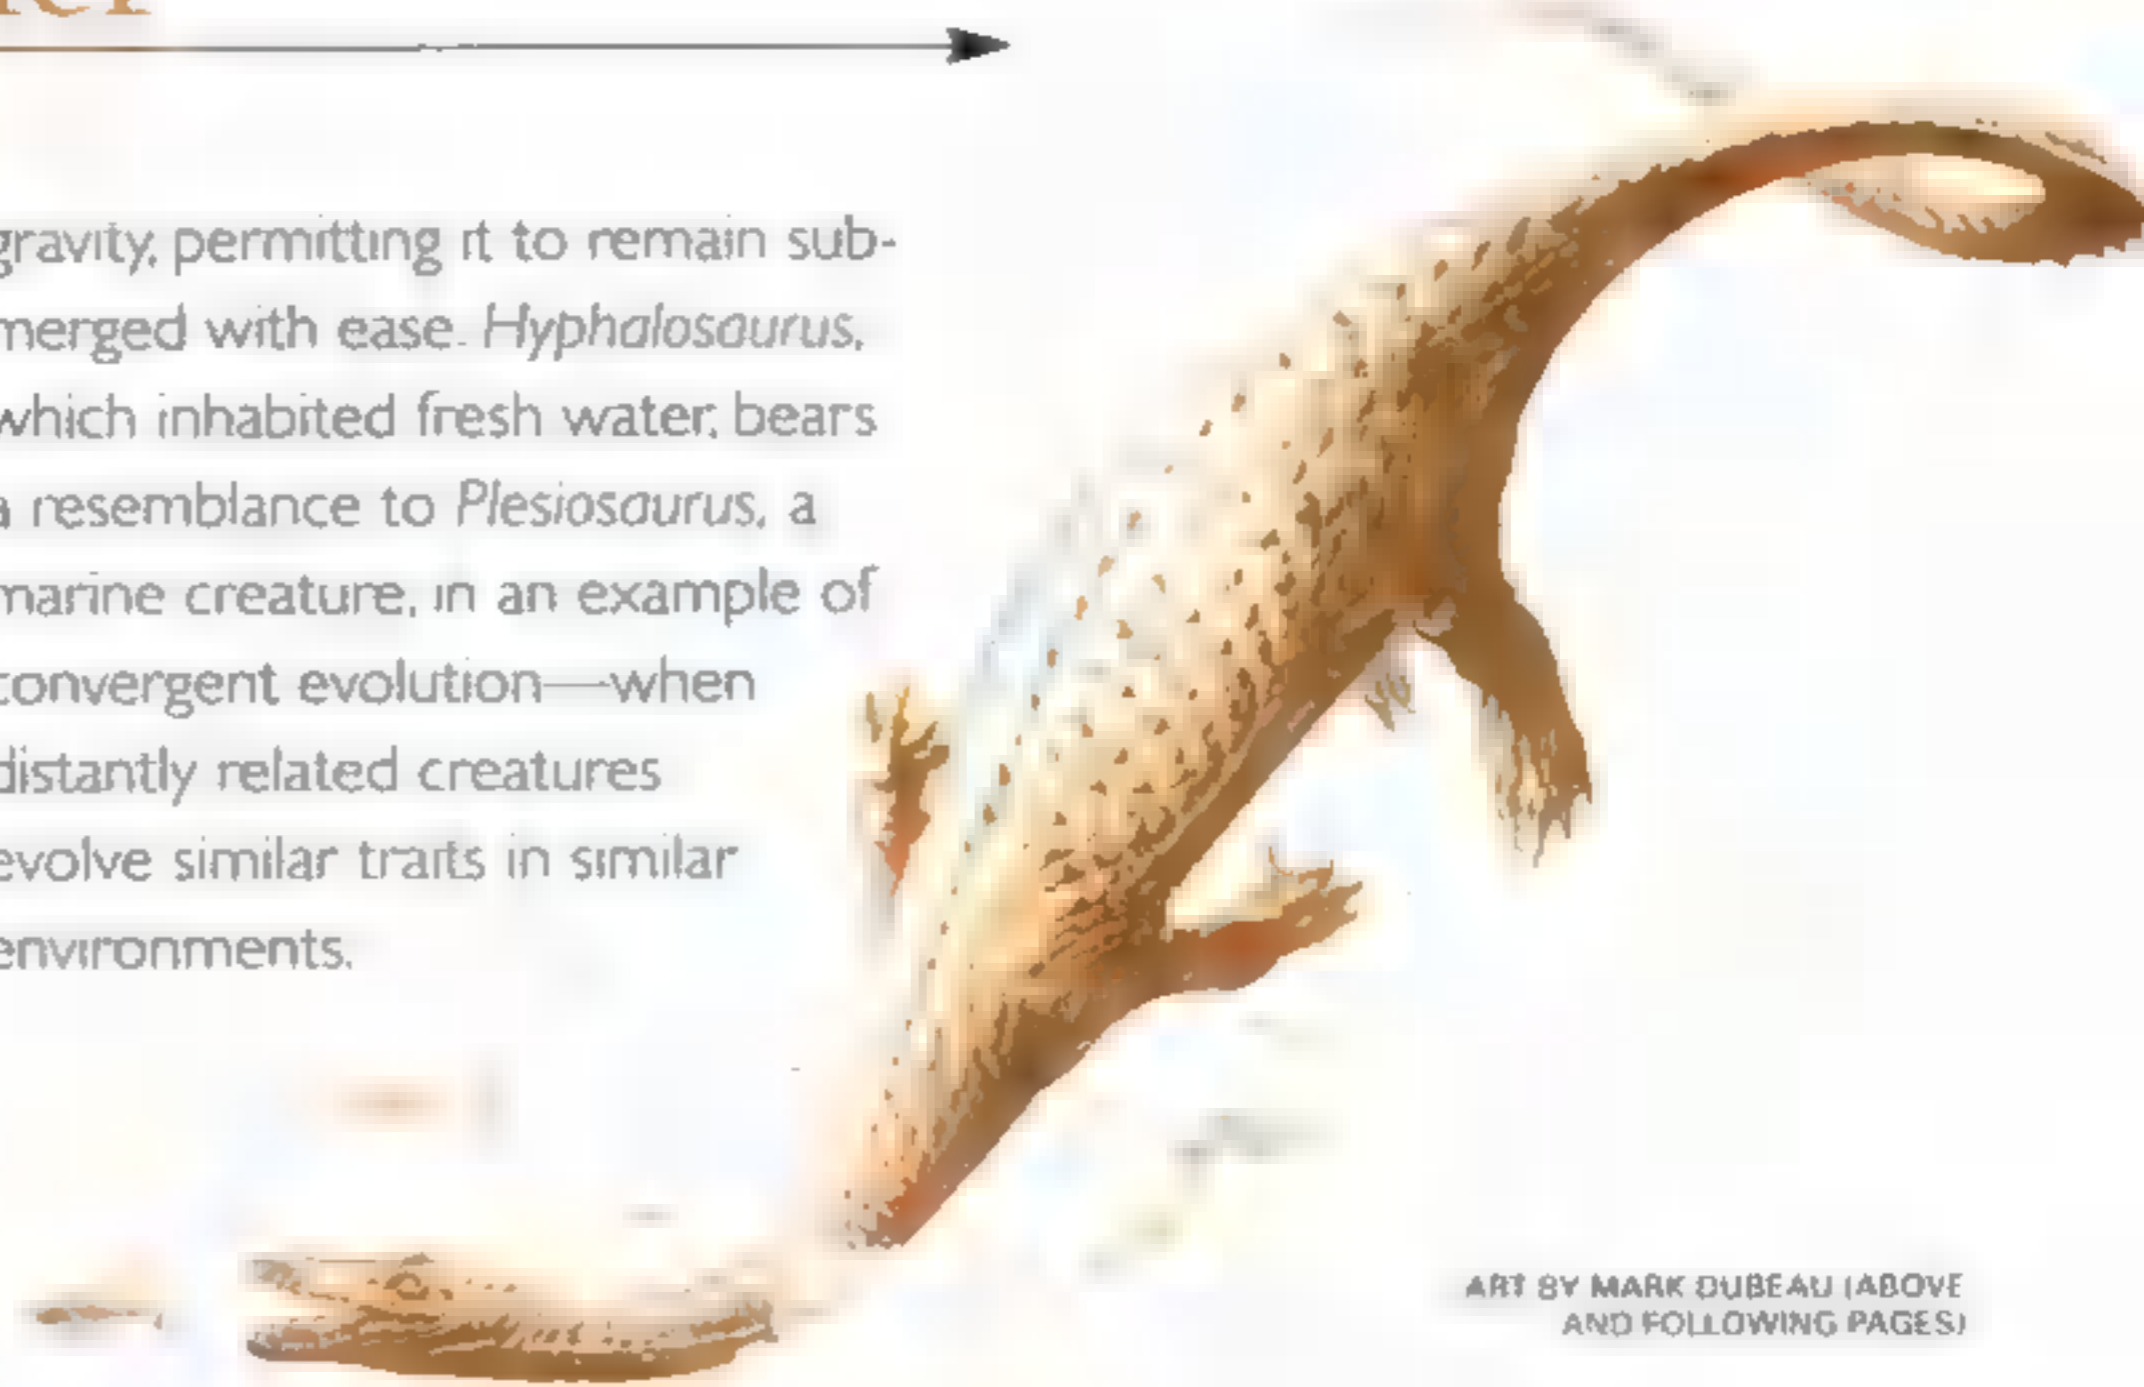 gravity, permitting it to remain sub-
merged with ease. Hyphalosaurus,
which inhabited fresh water, bears
a resemblance to Plesiosaurus, a
marine creature, in an example of
convergent evolution—when
distantly related creatures
evolve similar traits in similar
environments.
ART BY MARK DUBEAU (ABOVE
AND FOLLOWING PAGES)